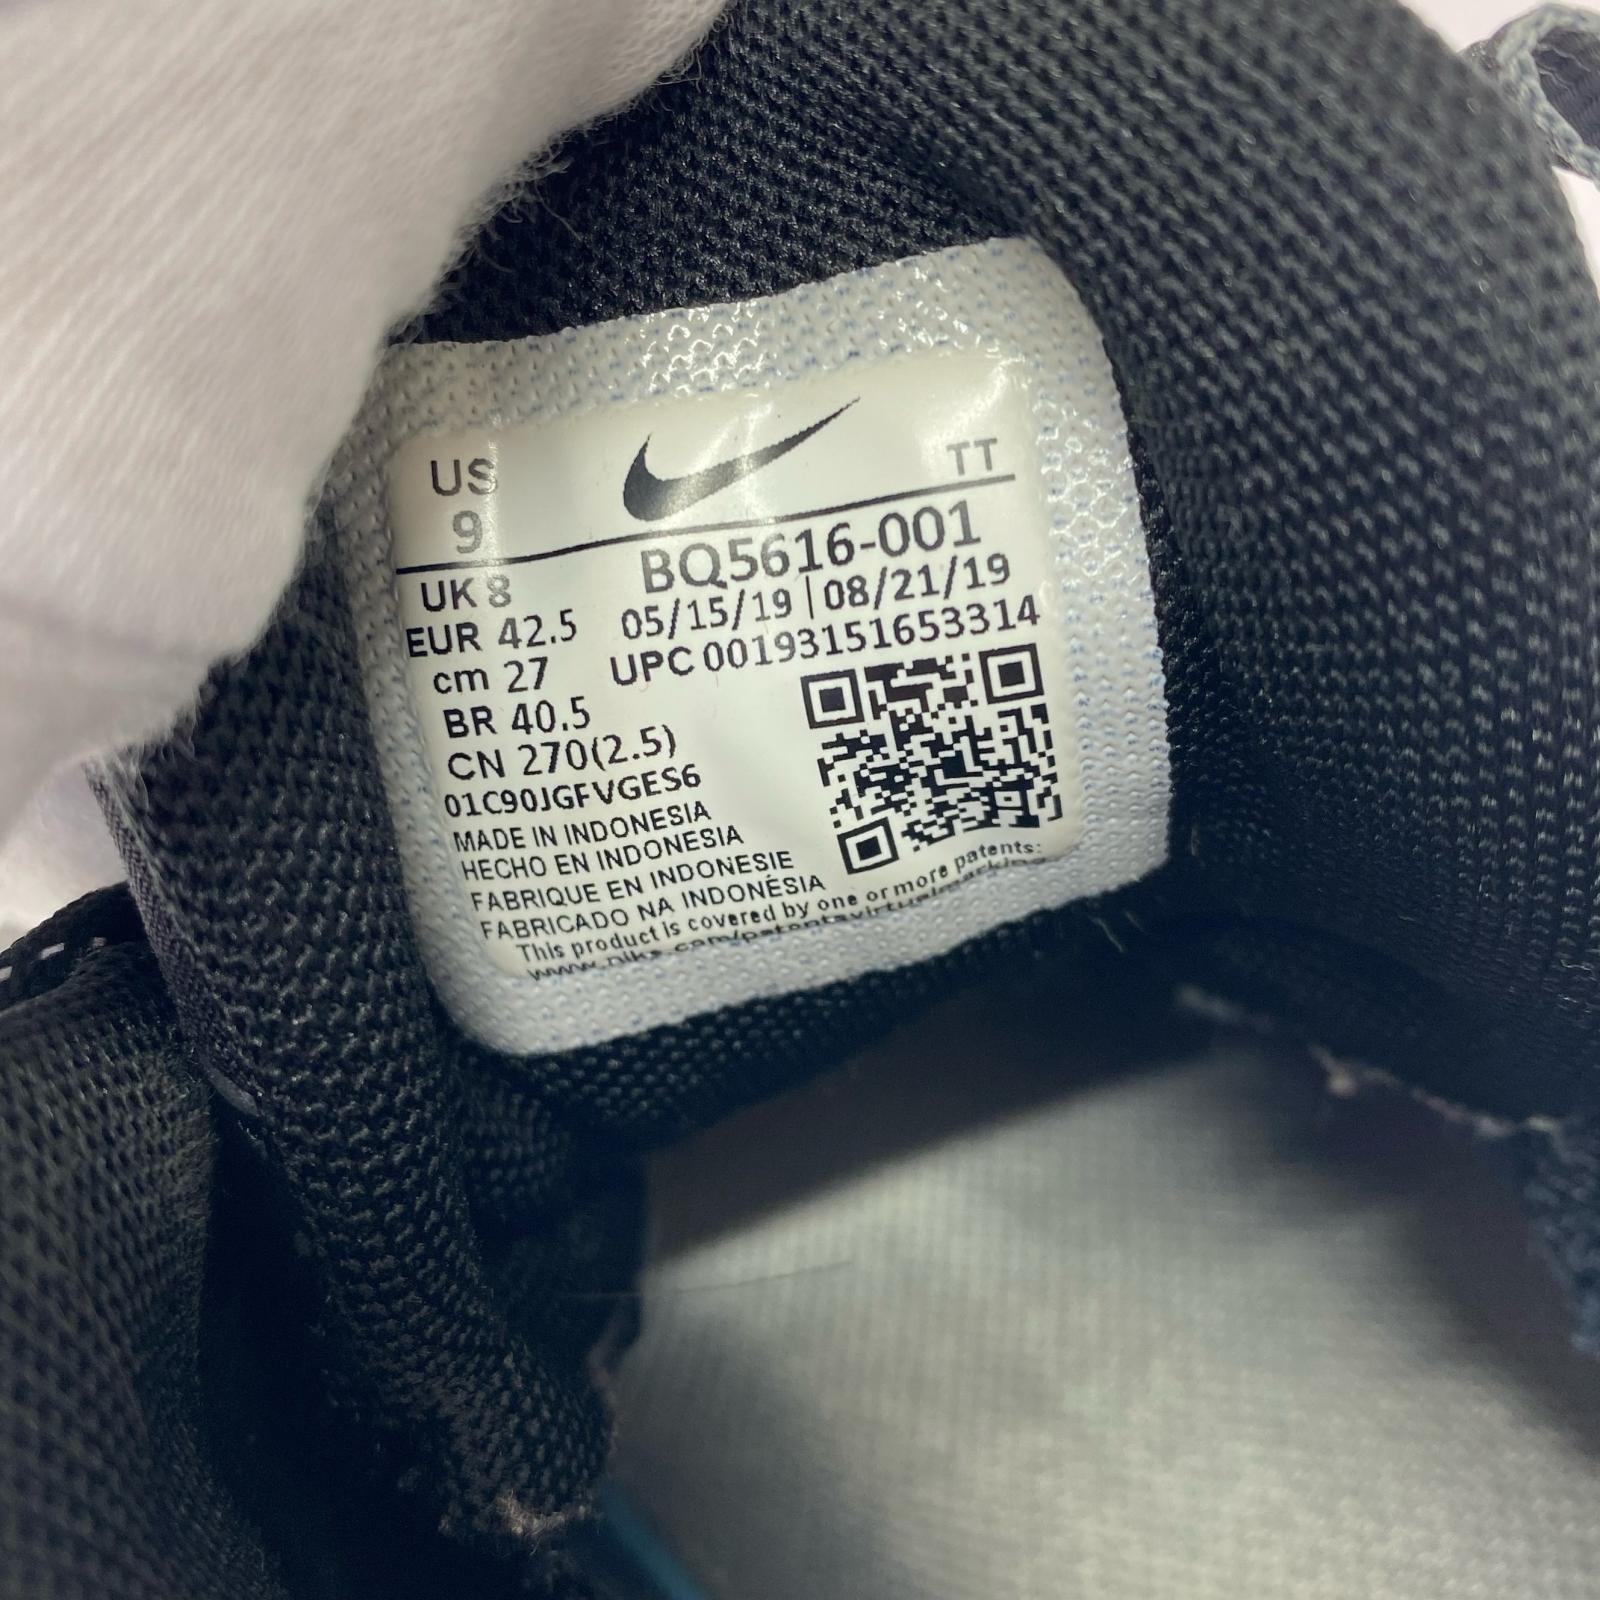 US
9
TT
BQ5616-001
UK 8
05/15/19 | 08/21/19
EUR 42.5
UPC 00193151653314
cm 27
BR 40.5
CN 270(2.5)
01C90JGFVGES6
MADE IN INDONESIA
HECHO EN INDONESIA
FABRIQUE EN INDONESIE
FABRICADO NA INDONÉSIA
This product is covered by one or more patents: